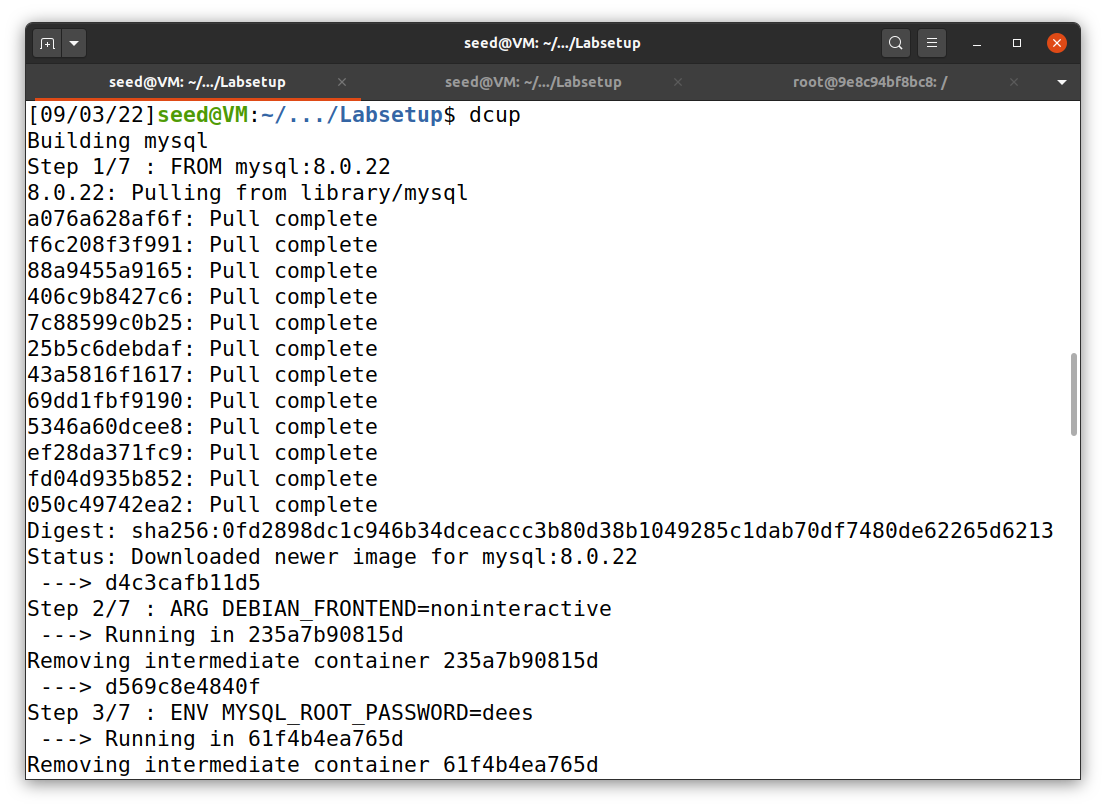 seed@VM: ~/.../Labsetup
seed@VM: ~/.../Labsetup
seed@VM: ~/.../Labsetup
root@9e8c94bf8bc8: /
[09/03/22]seed@VM:~/.../Labsetup$ dcup
Building mysql
Step 1/7 : FROM mysql:8.0.22
8.0.22: Pulling from library/mysql
a076a628af6f: Pull complete
f6c208f3f991: Pull complete
88a9455a9165: Pull complete
406c9b8427c6: Pull complete
7c88599c0b25: Pull complete
25b5c6debdaf: Pull complete
43a5816f1617: Pull complete
69dd1fbf9190: Pull complete
5346a60dcee8: Pull complete
ef28da371fc9: Pull complete
fd04d935b852: Pull complete
050c49742ea2: Pull complete
Digest: sha256:0fd2898dc1c946b34dceaccc3b80d38b1049285c1dab70df7480de62265d6213
Status: Downloaded newer image for mysql:8.0.22
 ---> d4c3cafb11d5
Step 2/7 : ARG DEBIAN_FRONTEND=noninteractive
 ---> Running in 235a7b90815d
Removing intermediate container 235a7b90815d
 ---> d569c8e4840f
Step 3/7 : ENV MYSQL_ROOT_PASSWORD=dees
 ---> Running in 61f4b4ea765d
Removing intermediate container 61f4b4ea765d